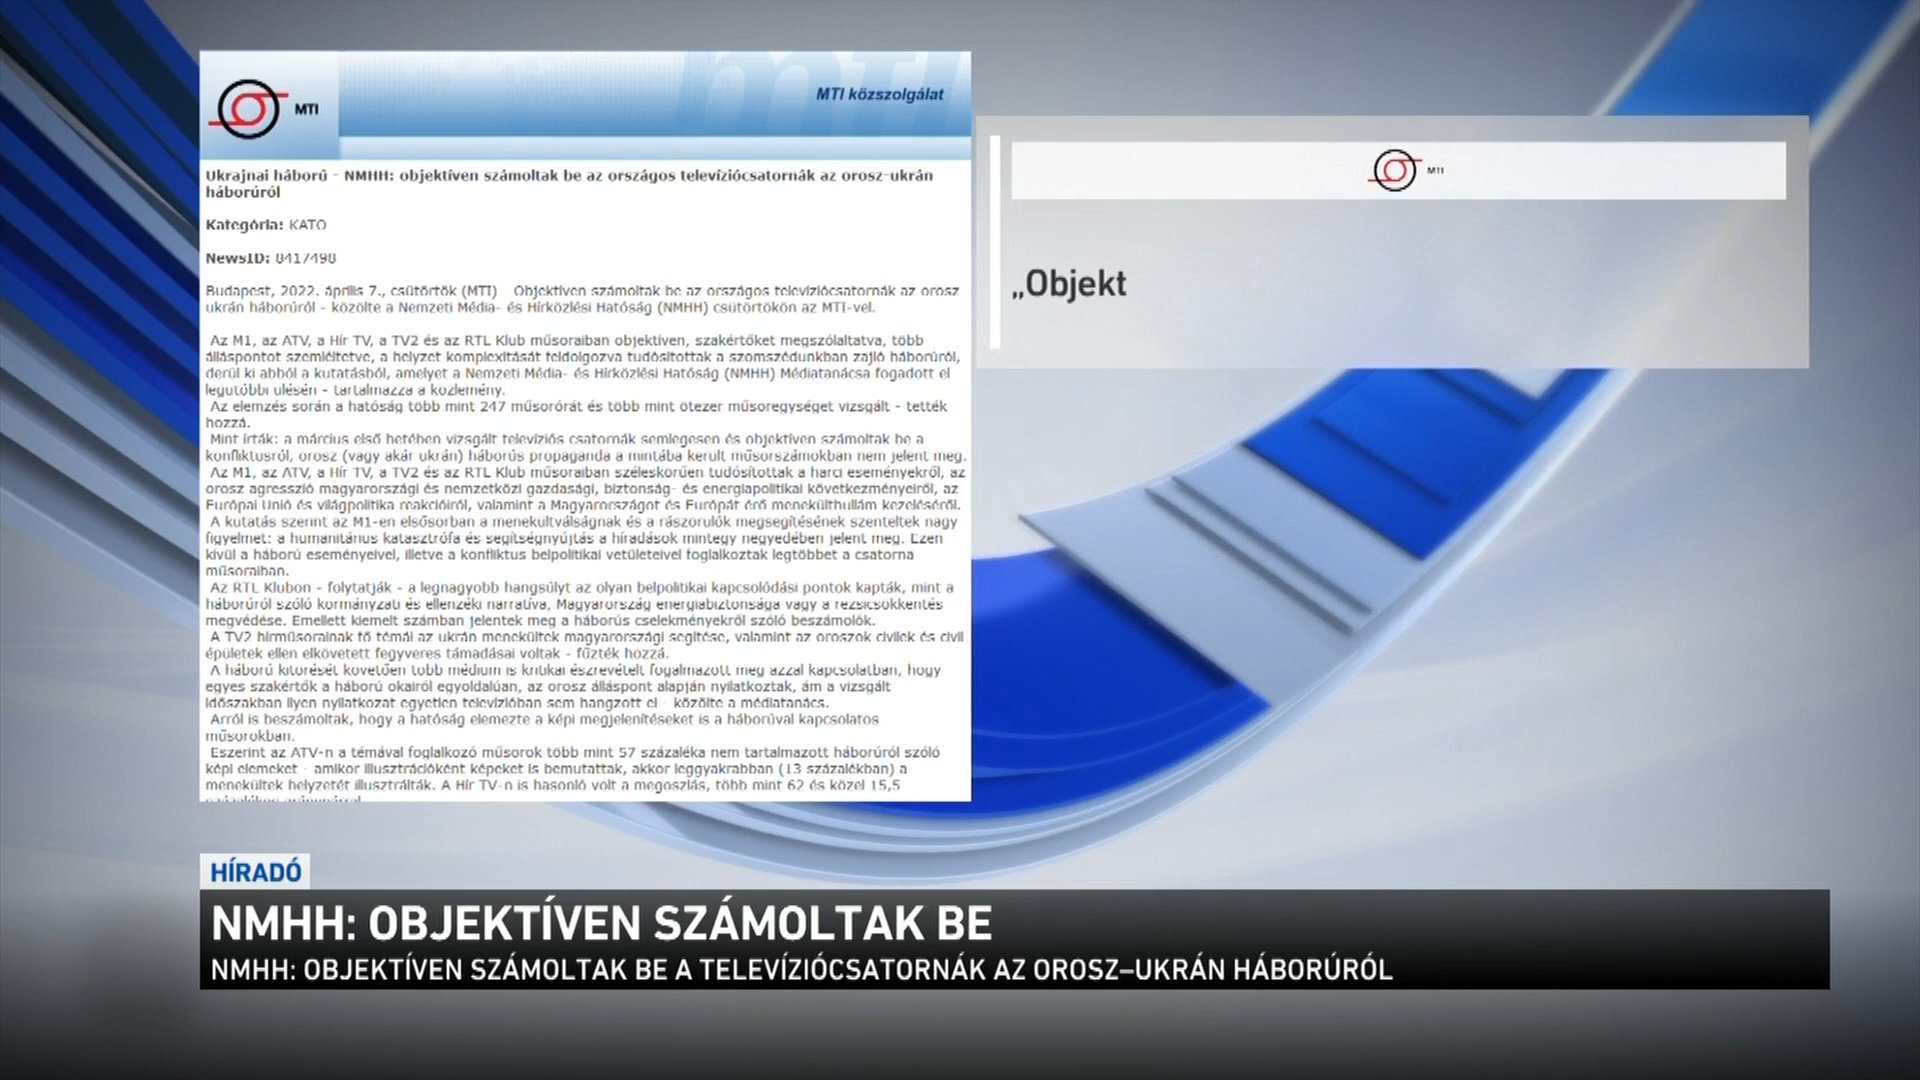 MTI
MTI közszolgálat
Ukrajnai háború - NMHH: objektíven számoltak be az országos televíziócsatornák az orosz-ukrán
háborúról
Kategória: KATO
NewsID: 8417498
Budapest, 2022. április 7., csütörtök (MTI) - Objektíven számoltak be az országos televíziócsatornák az orosz-
ukrán háborúról - közölte a Nemzeti Média- és Hírközlési Hatóság (NMHH) csütörtökön az MTI-vel.
Az M1, az ATV, a Hír TV, a TV2 és az RTL Klub műsoraiban objektíven, szakértőket megszólaltatva, több
álláspontot szemléltetve, a helyzet komplexitását feldolgozva tudósítottak a szomszédunkban zajló háborúról,
derül ki abból a kutatásból, amelyet a Nemzeti Média- és Hírközlési Hatóság (NMHH) Médiatanácsa fogadott el
legutóbbi ülésén - tartalmazza a közlemény.
Az elemzés során a hatóság több mint 247 műsorórát és több mint ötezer műsoregységet vizsgált - tették
hozzá.
Mint írták: a március első hetében vizsgált televíziós csatornák semlegesen és objektíven számoltak be a
konfliktusról, orosz (vagy akár ukrán) háborús propaganda a mintába került műsorszámokban nem jelent meg.
Az M1, az ATV, a Hír TV, a TV2 és az RTL Klub műsoraiban széleskörűen tudósítottak a harci eseményekről, az
orosz agresszió magyarországi és nemzetközi gazdasági, biztonság- és energiapolitikai következményeiről, az
Európai Unió és világpolitika reakcióiról, valamint a Magyarországot és Európát érő menekülthullám kezeléséről.
A kutatás szerint az M1-en elsősorban a menekültválságnak és a rászorulók megsegítésének szenteltek nagy
figyelmet: a humanitárius katasztrófa és segítségnyújtás a híradások mintegy negyedében jelent meg. Ezen
kívül a háború eseményeivel, illetve a konfliktus belpolitikai vetületeivel foglalkoztak legtöbbet a csatorna
műsoraiban.
Az RTL Klubon - folytatják - a legnagyobb hangsúlyt az olyan belpolitikai kapcsolódási pontok kapták, mint a
háborúról szóló kormányzati és ellenzéki narratíva, Magyarország energiabiztonsága vagy a rezsicsökkentés
megvédése. Emellett kiemelt számban jelentek meg a háborús cselekményekről szóló beszámolók.
A TV2 hírműsorainak fő témái az ukrán menekültek magyarországi segítése, valamint az oroszok civilek és civil
épületek ellen elkövetett fegyveres támadásai voltak - fűzték hozzá.
A háború kitörését követően több médium is kritikai észrevételt fogalmazott meg azzal kapcsolatban, hogy
egyes szakértők a háború okairól egyoldalúan, az orosz álláspont alapján nyilatkoztak, ám a vizsgált
időszakban ilyen nyilatkozat egyetlen televízióban sem hangzott el - közölte a médiatanács.
Arról is beszámoltak, hogy a hatóság elemezte a képi megjelenítéseket is a háborúval kapcsolatos
műsorokban.
Eszerint az ATV-n a témával foglalkozó műsorok több mint 57 százaléka nem tartalmazott háborúról szóló
képi elemeket - amikor illusztrációként képeket is bemutattak, akkor leggyakrabban (13 százalékban) a
menekültek helyzetét illusztrálták. A Hír TV-n is hasonló volt a megoszlás, több mint 62 és közel 15,5
MTI
„Objekt
HÍRADÓ
NMHH: OBJEKTÍVEN SZÁMOLTAK BE
NMHH: OBJEKTÍVEN SZÁMOLTAK BE A TELEVÍZIÓCSATORNÁK AZ OROSZ–UKRÁN HÁBORÚRÓL